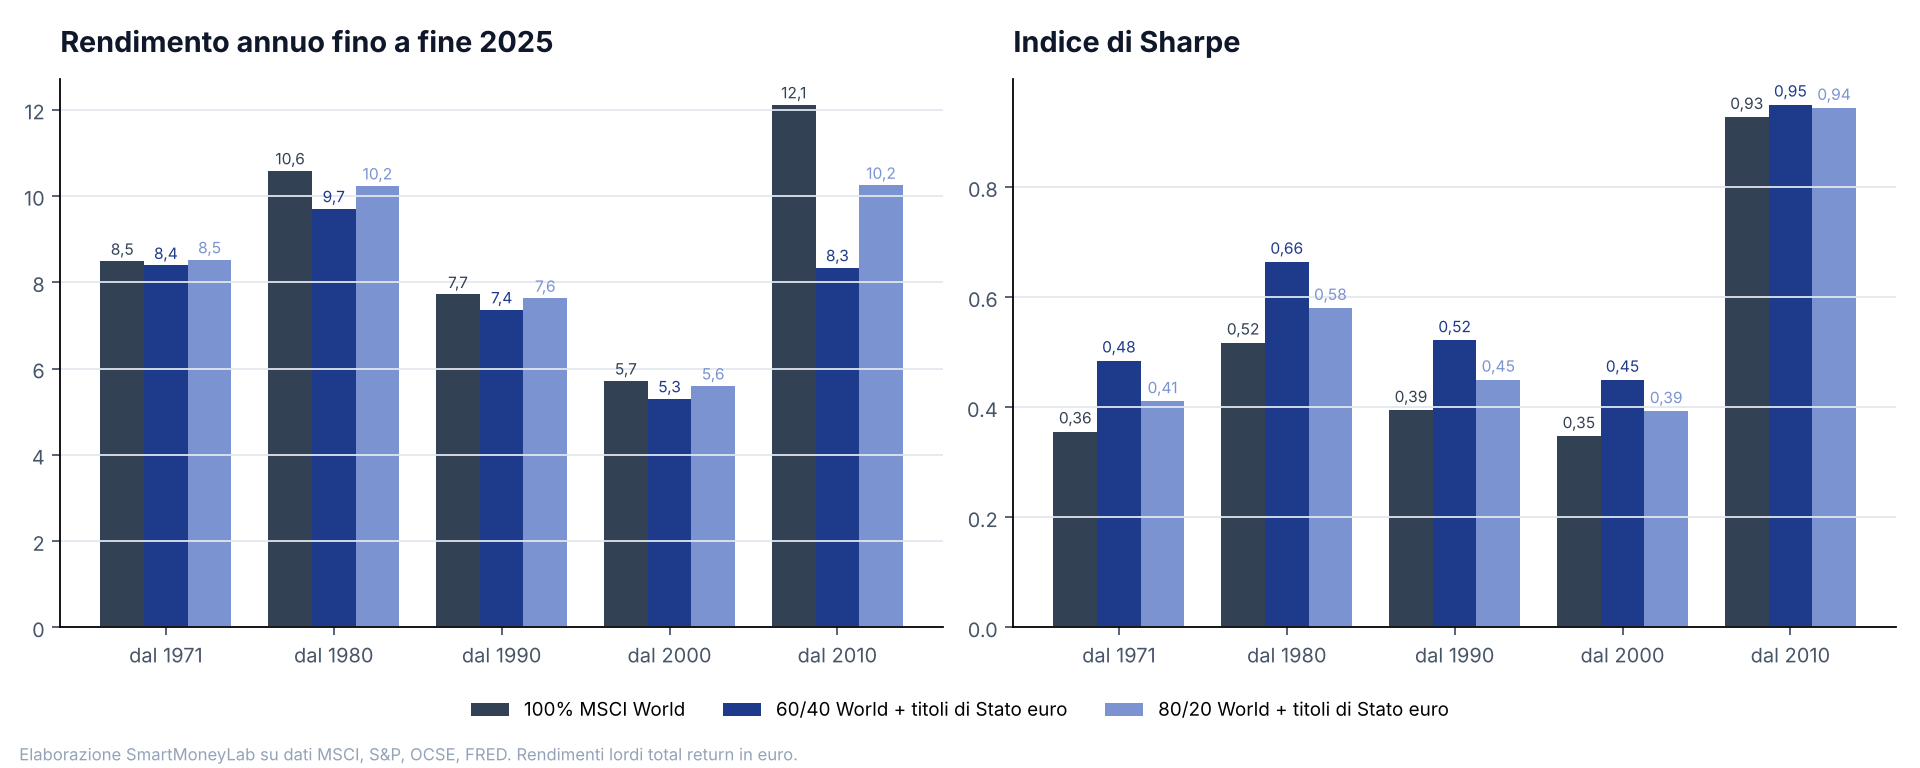 Rendimento annuo fino a fine 2025
12
10
8
6
4
2
0
8,5
8,4
8,5
10,6
9,7
10,2
7,7
7,4
7,6
5,7
5,3
5,6
12,1
8,3
10,2
dal 1971
dal 1980
dal 1990
dal 2000
dal 2010
Indice di Sharpe
0.8
0.6
0.4
0.2
0.0
0,36
0,48
0,41
0,52
0,66
0,58
0,39
0,52
0,45
0,35
0,45
0,39
0,93
0,95
0,94
dal 1971
dal 1980
dal 1990
dal 2000
dal 2010
100% MSCI World
60/40 World + titoli di Stato euro
80/20 World + titoli di Stato euro
Elaborazione SmartMoneyLab su dati MSCI, S&P, OCSE, FRED. Rendimenti lordi total return in euro.